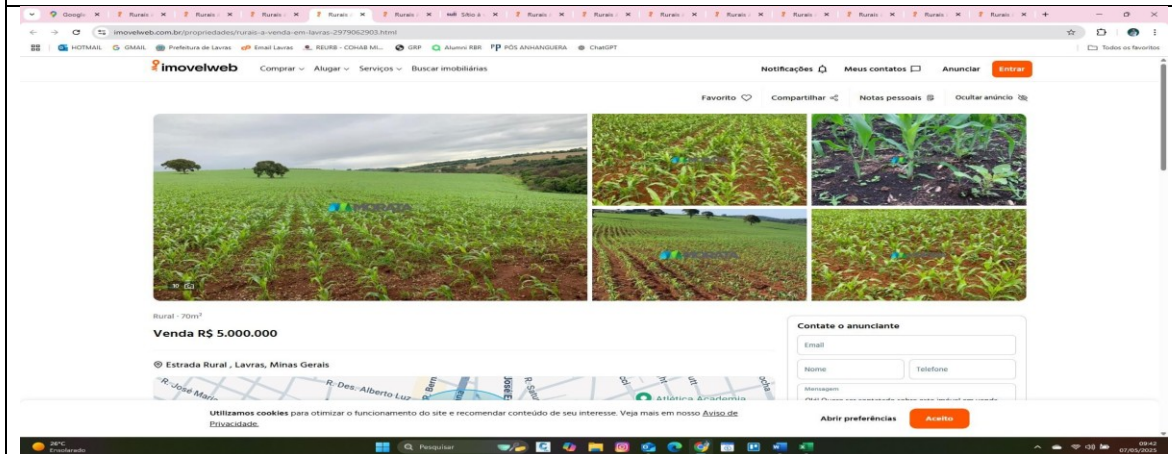 Rurais
imovelweb.com.br/propriedades/rurais-a-venda-em-lavras-2979062903.html
HOTMAIL GMAIL Prefeitura de Lavras Email Lavras REURB - COHAB MI... GRP Alumni RBR PÓS ANHANGUERA ChatGPT Todos os favoritos
imovelweb Comprar Alugar Serviços Buscar imobiliárias Notificações Meus contatos Anunciar Entrar
Favorito Compartilhar Notas pessoais Ocultar anúncio
MORATA
MORATA
MORATA
30
Rural - 70m²
Venda R$ 5.000.000
Estrada Rural , Lavras, Minas Gerais
R. Des. Alberto Luz
Atlética Academia
Contate o anunciante
Email
Nome Telefone
Mensagem
Utilizamos cookies para otimizar o funcionamento do site e recomendar conteúdo de seu interesse. Veja mais em nosso Aviso de
Privacidade.
Abrir preferências Aceito
26°C
Ensolarado
Pesquisar
09:42
07/05/2025